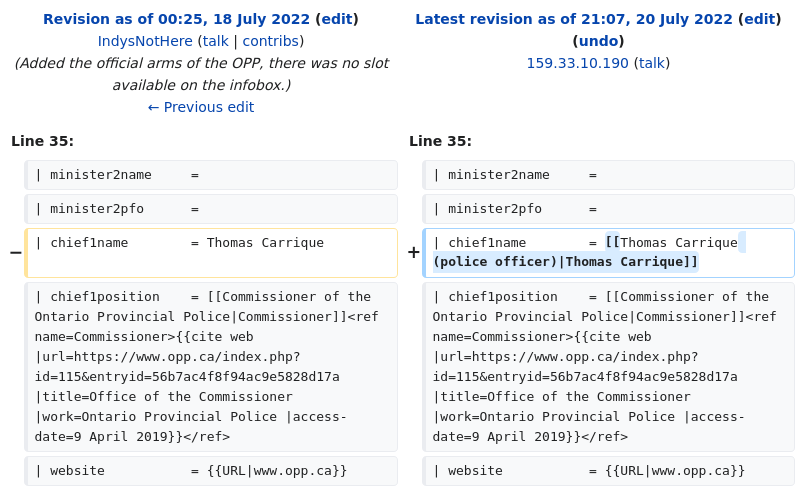 Revision as of 00:25, 18 July 2022 (edit)
IndysNotHere (talk | contribs)
(Added the official arms of the OPP, there was no slot
available on the infobox.)
← Previous edit
Latest revision as of 21:07, 20 July 2022 (edit)
(undo)
159.33.10.190 (talk)
Line 35:
Line 35:
| minister2name     =
| minister2name     =
| minister2pfo      =
| minister2pfo      =
− | chief1name        = Thomas Carrique
+ | chief1name        = [[Thomas Carrique
(police officer)|Thomas Carrique]]
| chief1position    = [[Commissioner of the
Ontario Provincial Police|Commissioner]]<ref
name=Commissioner>{{cite web
|url=https://www.opp.ca/index.php?
id=115&entryid=56b7ac4f8f94ac9e5828d17a
|title=Office of the Commissioner
|work=Ontario Provincial Police |access-
date=9 April 2019}}</ref>
| chief1position    = [[Commissioner of the
Ontario Provincial Police|Commissioner]]<ref
name=Commissioner>{{cite web
|url=https://www.opp.ca/index.php?
id=115&entryid=56b7ac4f8f94ac9e5828d17a
|title=Office of the Commissioner
|work=Ontario Provincial Police |access-
date=9 April 2019}}</ref>
| website           = {{URL|www.opp.ca}}
| website           = {{URL|www.opp.ca}}